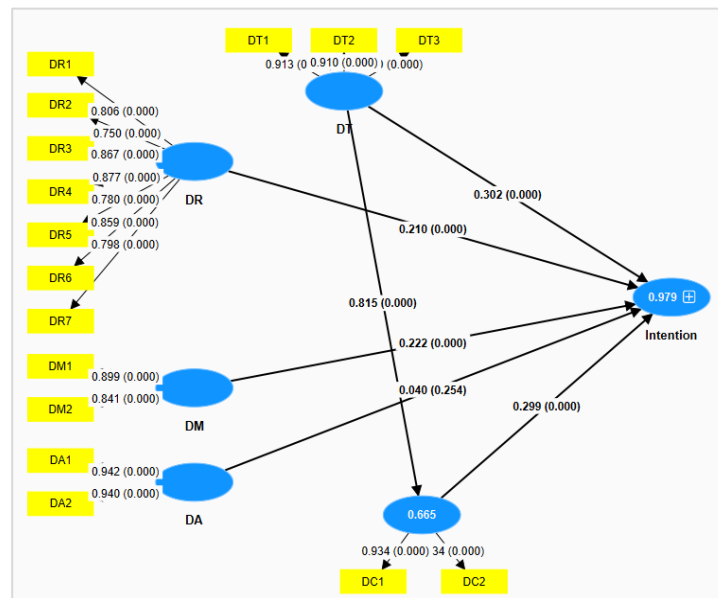 DT1 DT2 DT3
0.913 (0 0.910 (0.000) (0.000)
DT
DR1
DR2
DR3
DR4
DR5
DR6
DR7
0.806 (0.000)
0.750 (0.000)
0.867 (0.000)
0.877 (0.000)
0.780 (0.000)
0.859 (0.000)
0.798 (0.000)
DR
0.302 (0.000)
0.210 (0.000)
0.815 (0.000)
0.979
Intention
0.222 (0.000)
0.040 (0.254)
0.299 (0.000)
DM1
DM2
0.899 (0.000)
0.841 (0.000)
DM
DA1
DA2
0.942 (0.000)
0.940 (0.000)
DA
0.665
0.934 (0.000) 34 (0.000)
DC1 DC2